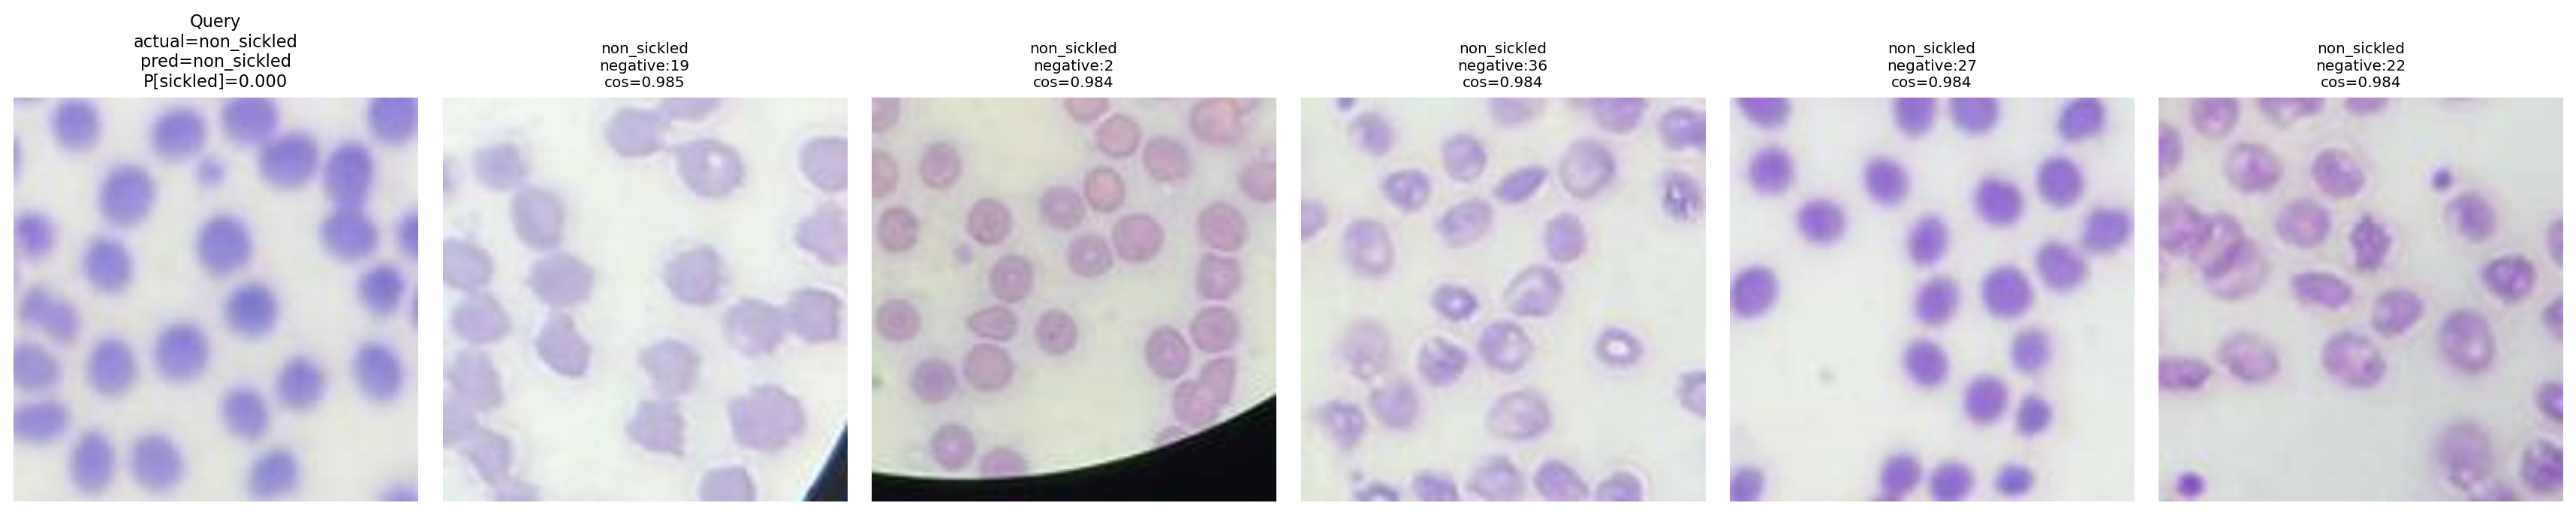 Query
actual=non_sickled
pred=non_sickled
P[sickled]=0.000
non_sickled
negative:19
cos=0.985
non_sickled
negative:2
cos=0.984
non_sickled
negative:36
cos=0.984
non_sickled
negative:27
cos=0.984
non_sickled
negative:22
cos=0.984